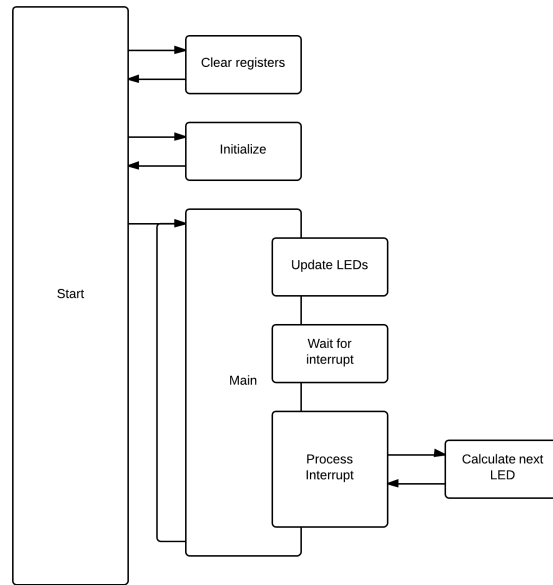 Clear registers
Initialize
Start
Update LEDs
Wait for
interrupt
Main
Process
Interrupt
Calculate next
LED